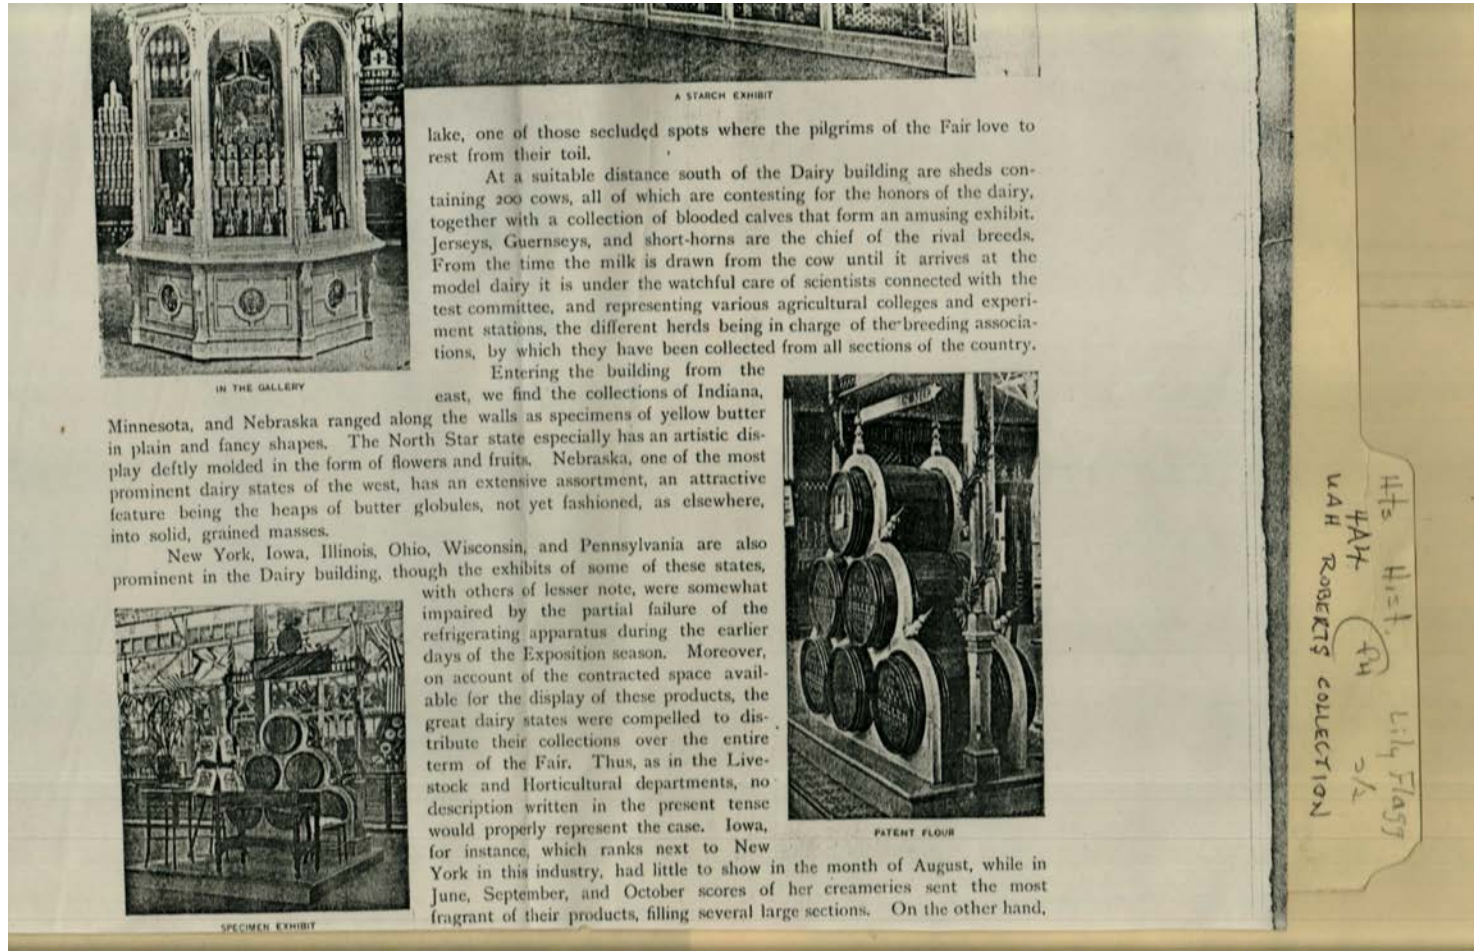 A STARCH EXHIBIT
lake, one of those secluded spots where the pilgrims of the Fair love to
rest from their toil.
At a suitable distance south of the Dairy building are sheds con-
taining 200 cows, all of which are contesting for the honors of the dairy,
together with a collection of blooded calves that form an amusing exhibit.
Jerseys, Guernseys, and short-horns are the chief of the rival breeds.
From the time the milk is drawn from the cow until it arrives at the
model dairy it is under the watchful care of scientists connected with the
test committee, and representing various agricultural colleges and experi-
ment stations, the different herds being in charge of the breeding associa-
tions, by which they have been collected from all sections of the country.
IN THE GALLERY
Entering the building from the
east, we find the collections of Indiana,
Minnesota, and Nebraska ranged along the walls as specimens of yellow butter
in plain and fancy shapes. The North Star state especially has an artistic dis-
play deftly molded in the form of flowers and fruits. Nebraska, one of the most
prominent dairy states of the west, has an extensive assortment, an attractive
feature being the heaps of butter globules, not yet fashioned, as elsewhere,
into solid, grained masses.
New York, Iowa, Illinois, Ohio, Wisconsin, and Pennsylvania are also
prominent in the Dairy building, though the exhibits of some of these states,
with others of lesser note, were somewhat
impaired by the partial failure of the
refrigerating apparatus during the earlier
days of the Exposition season. Moreover,
on account of the contracted space avail-
able for the display of these products, the
great dairy states were compelled to dis-
tribute their collections over the entire
term of the Fair. Thus, as in the Live-
stock and Horticultural departments, no
description written in the present tense
would properly represent the case. Iowa,
for instance, which ranks next to New
York in this industry, had little to show in the month of August, while in
June, September, and October scores of her creameries sent the most
fragrant of their products, filling several large sections. On the other hand,
PATENT FLOUR
SPECIMEN EXHIBIT
Hts Hist. Lily Flagg
4AH PH 2/2
UAH ROBERTS COLLECTION